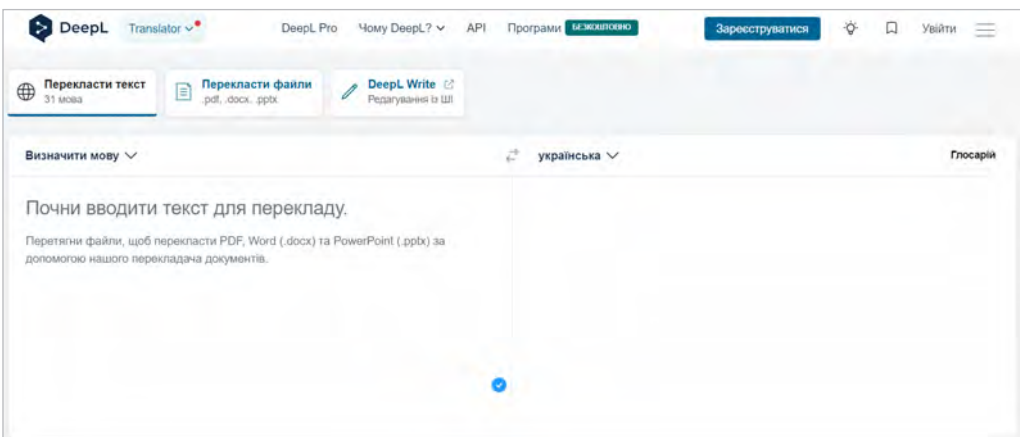 DeepL Translator DeepL Pro Чому DeepL? API Програми БЕЗКОШТОВНО Зареєструватися Увійти
Перекласти текст
31 мова
Перекласти файли
.pdf, .docx, .pptx
DeepL Write
Редагування із ШІ
Визначити мову українська Глосарій
Почни вводити текст для перекладу.
Перетягни файли, щоб перекласти PDF, Word (.docx) та PowerPoint (.pptx) за
допомогою нашого перекладача документів.